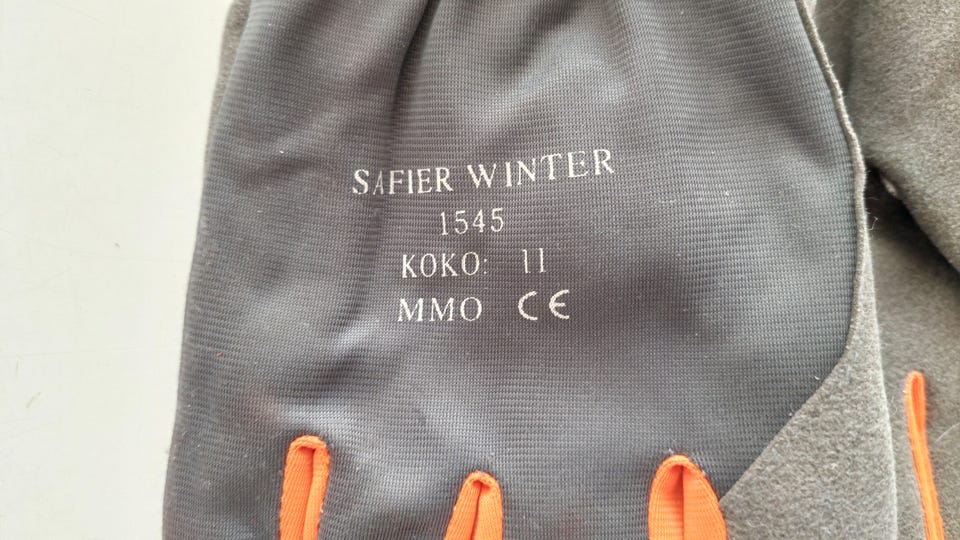 SAFIER WINTER
1545
KOKO: 11
MMO CE